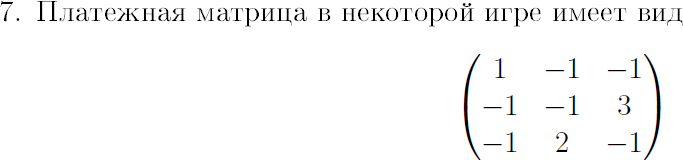 7. Платежная матрица в некоторой игре имеет вид
1 −1 −1
−1 −1 3
−1 2 −1